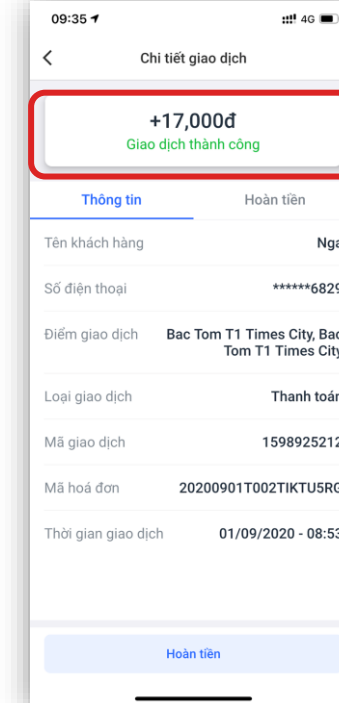 09:35
4G
Chi tiết giao dịch
+17,000đ
Giao dịch thành công
Thông tin
Hoàn tiền
Tên khách hàng
Nga
Số điện thoại
******6829
Điểm giao dịch
Bac Tom T1 Times City, Bac
Tom T1 Times City
Loại giao dịch
Thanh toán
Mã giao dịch
1598925212
Mã hoá đơn
20200901T002TIKTU5RG
Thời gian giao dịch
01/09/2020 - 08:53
Hoàn tiền